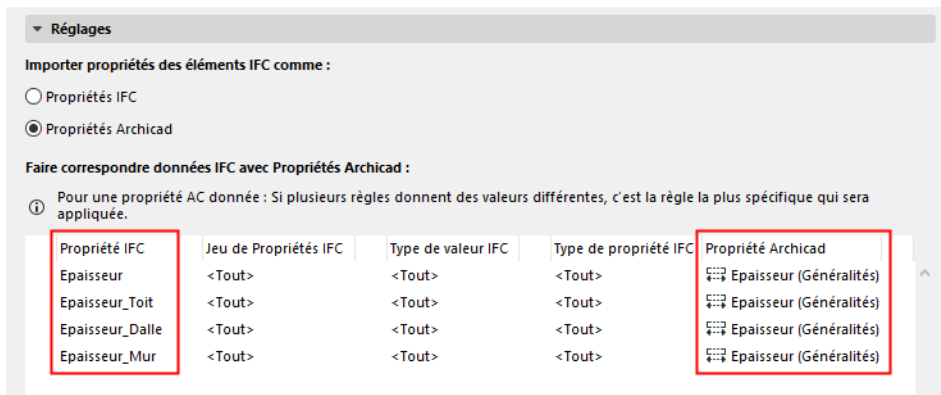 Réglages
Importer propriétés des éléments IFC comme :
Propriétés IFC
Propriétés Archicad
Faire correspondre données IFC avec Propriétés Archicad :
Pour une propriété AC donnée : Si plusieurs règles donnent des valeurs différentes, c'est la règle la plus spécifique qui sera
appliquée.
Propriété IFC Jeu de Propriétés IFC Type de valeur IFC Type de propriété IFC Propriété Archicad
Epaisseur <Tout> <Tout> <Tout> Epaisseur (Généralités)
Epaisseur_Toit <Tout> <Tout> <Tout> Epaisseur (Généralités)
Epaisseur_Dalle <Tout> <Tout> <Tout> Epaisseur (Généralités)
Epaisseur_Mur <Tout> <Tout> <Tout> Epaisseur (Généralités)